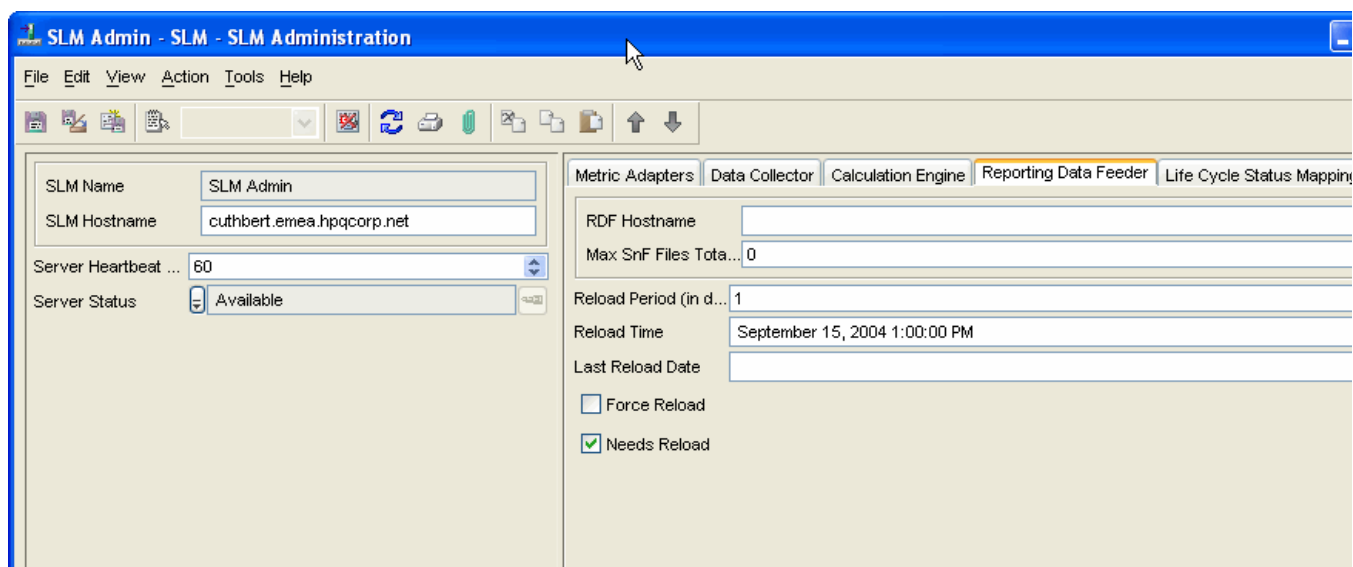 SLM Admin - SLM - SLM Administration
File Edit View Action Tools Help
SLM Name SLM Admin
SLM Hostname cuthbert.emea.hpqcorp.net
Server Heartbeat ... 60
Server Status Available
Metric Adapters Data Collector Calculation Engine Reporting Data Feeder Life Cycle Status Mapping
RDF Hostname
Max SnF Files Tota... 0
Reload Period (in d... 1
Reload Time September 15, 2004 1:00:00 PM
Last Reload Date
Force Reload
Needs Reload